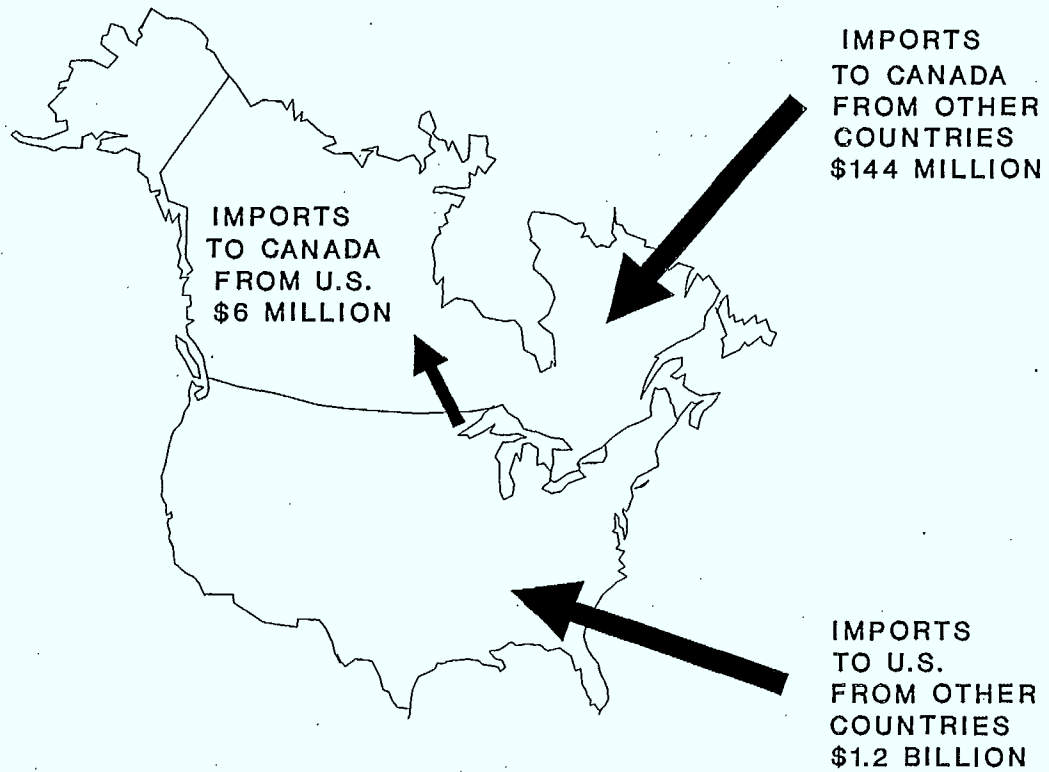 IMPORTS
TO CANADA
FROM OTHER
COUNTRIES
$144 MILLION
IMPORTS
TO CANADA
FROM U.S.
$6 MILLION
IMPORTS
TO U.S.
FROM OTHER
COUNTRIES
$1.2 BILLION